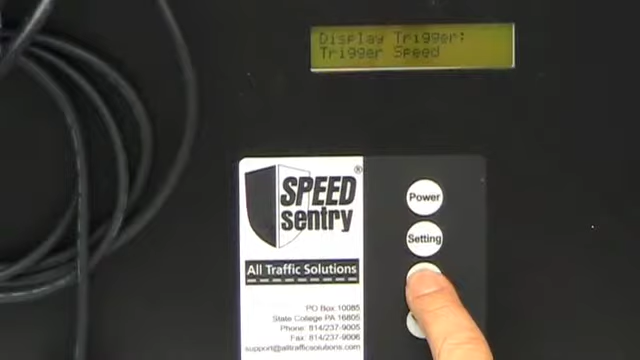 Display Trigger:
Trigger Speed
SPEED ®
sentry
All Traffic Solutions
PO Box 10085
State College PA 16805
Phone: 814/237-9005
Fax: 814/237-9006
support@alltrafficsolutions.com
Power
Setting